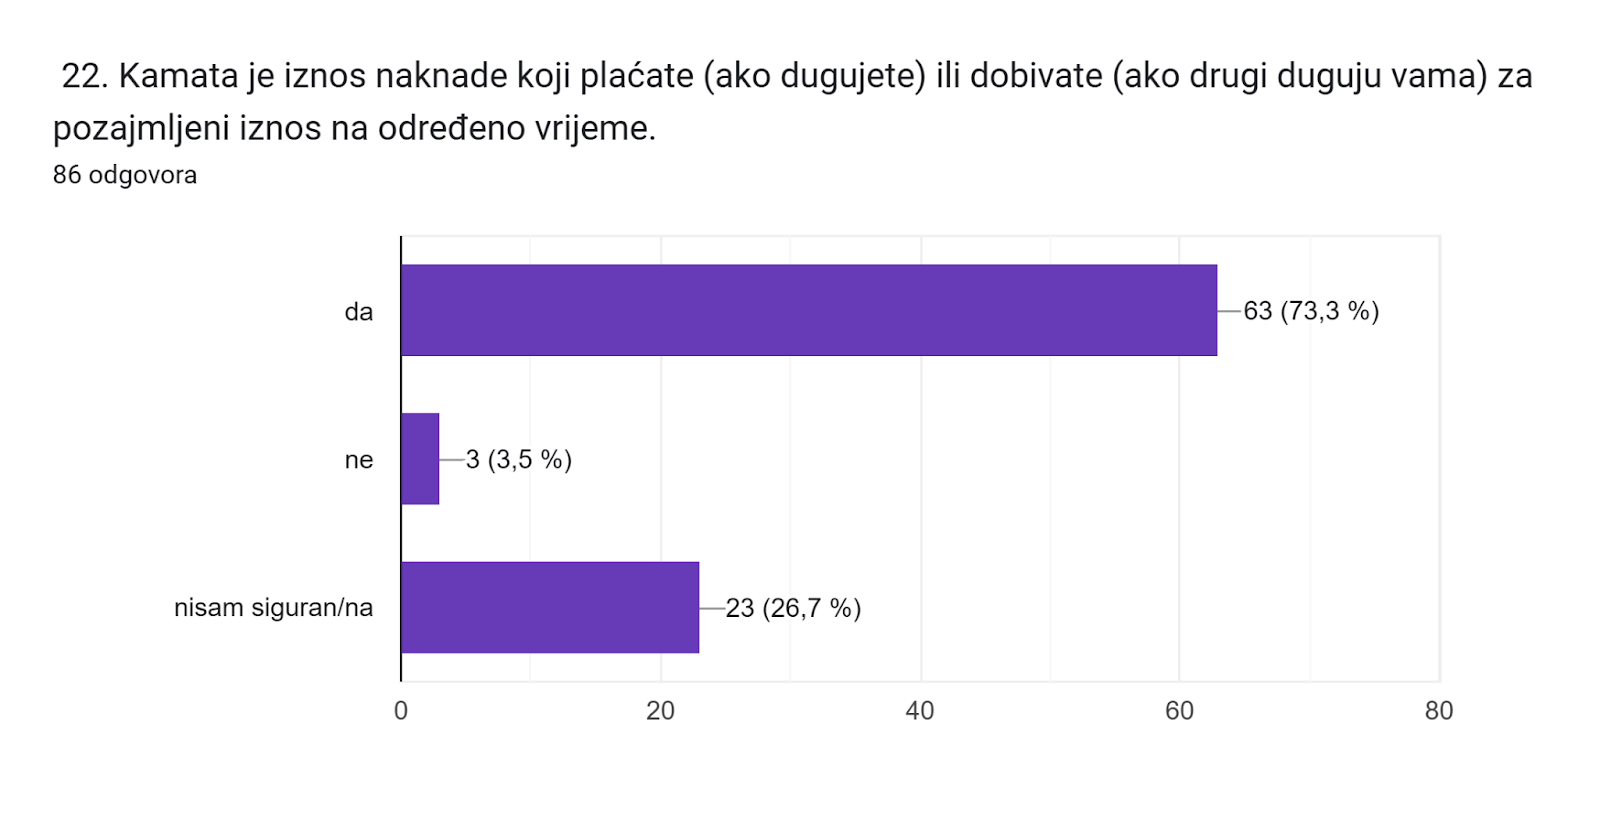 22. Kamata je iznos naknade koji plaćate (ako dugujete) ili dobivate (ako drugi duguju vama) za
pozajmljeni iznos na određeno vrijeme.
86 odgovora
da
63 (73,3 %)
ne
3 (3,5 %)
nisam siguran/na
23 (26,7 %)
0
20
40
60
80